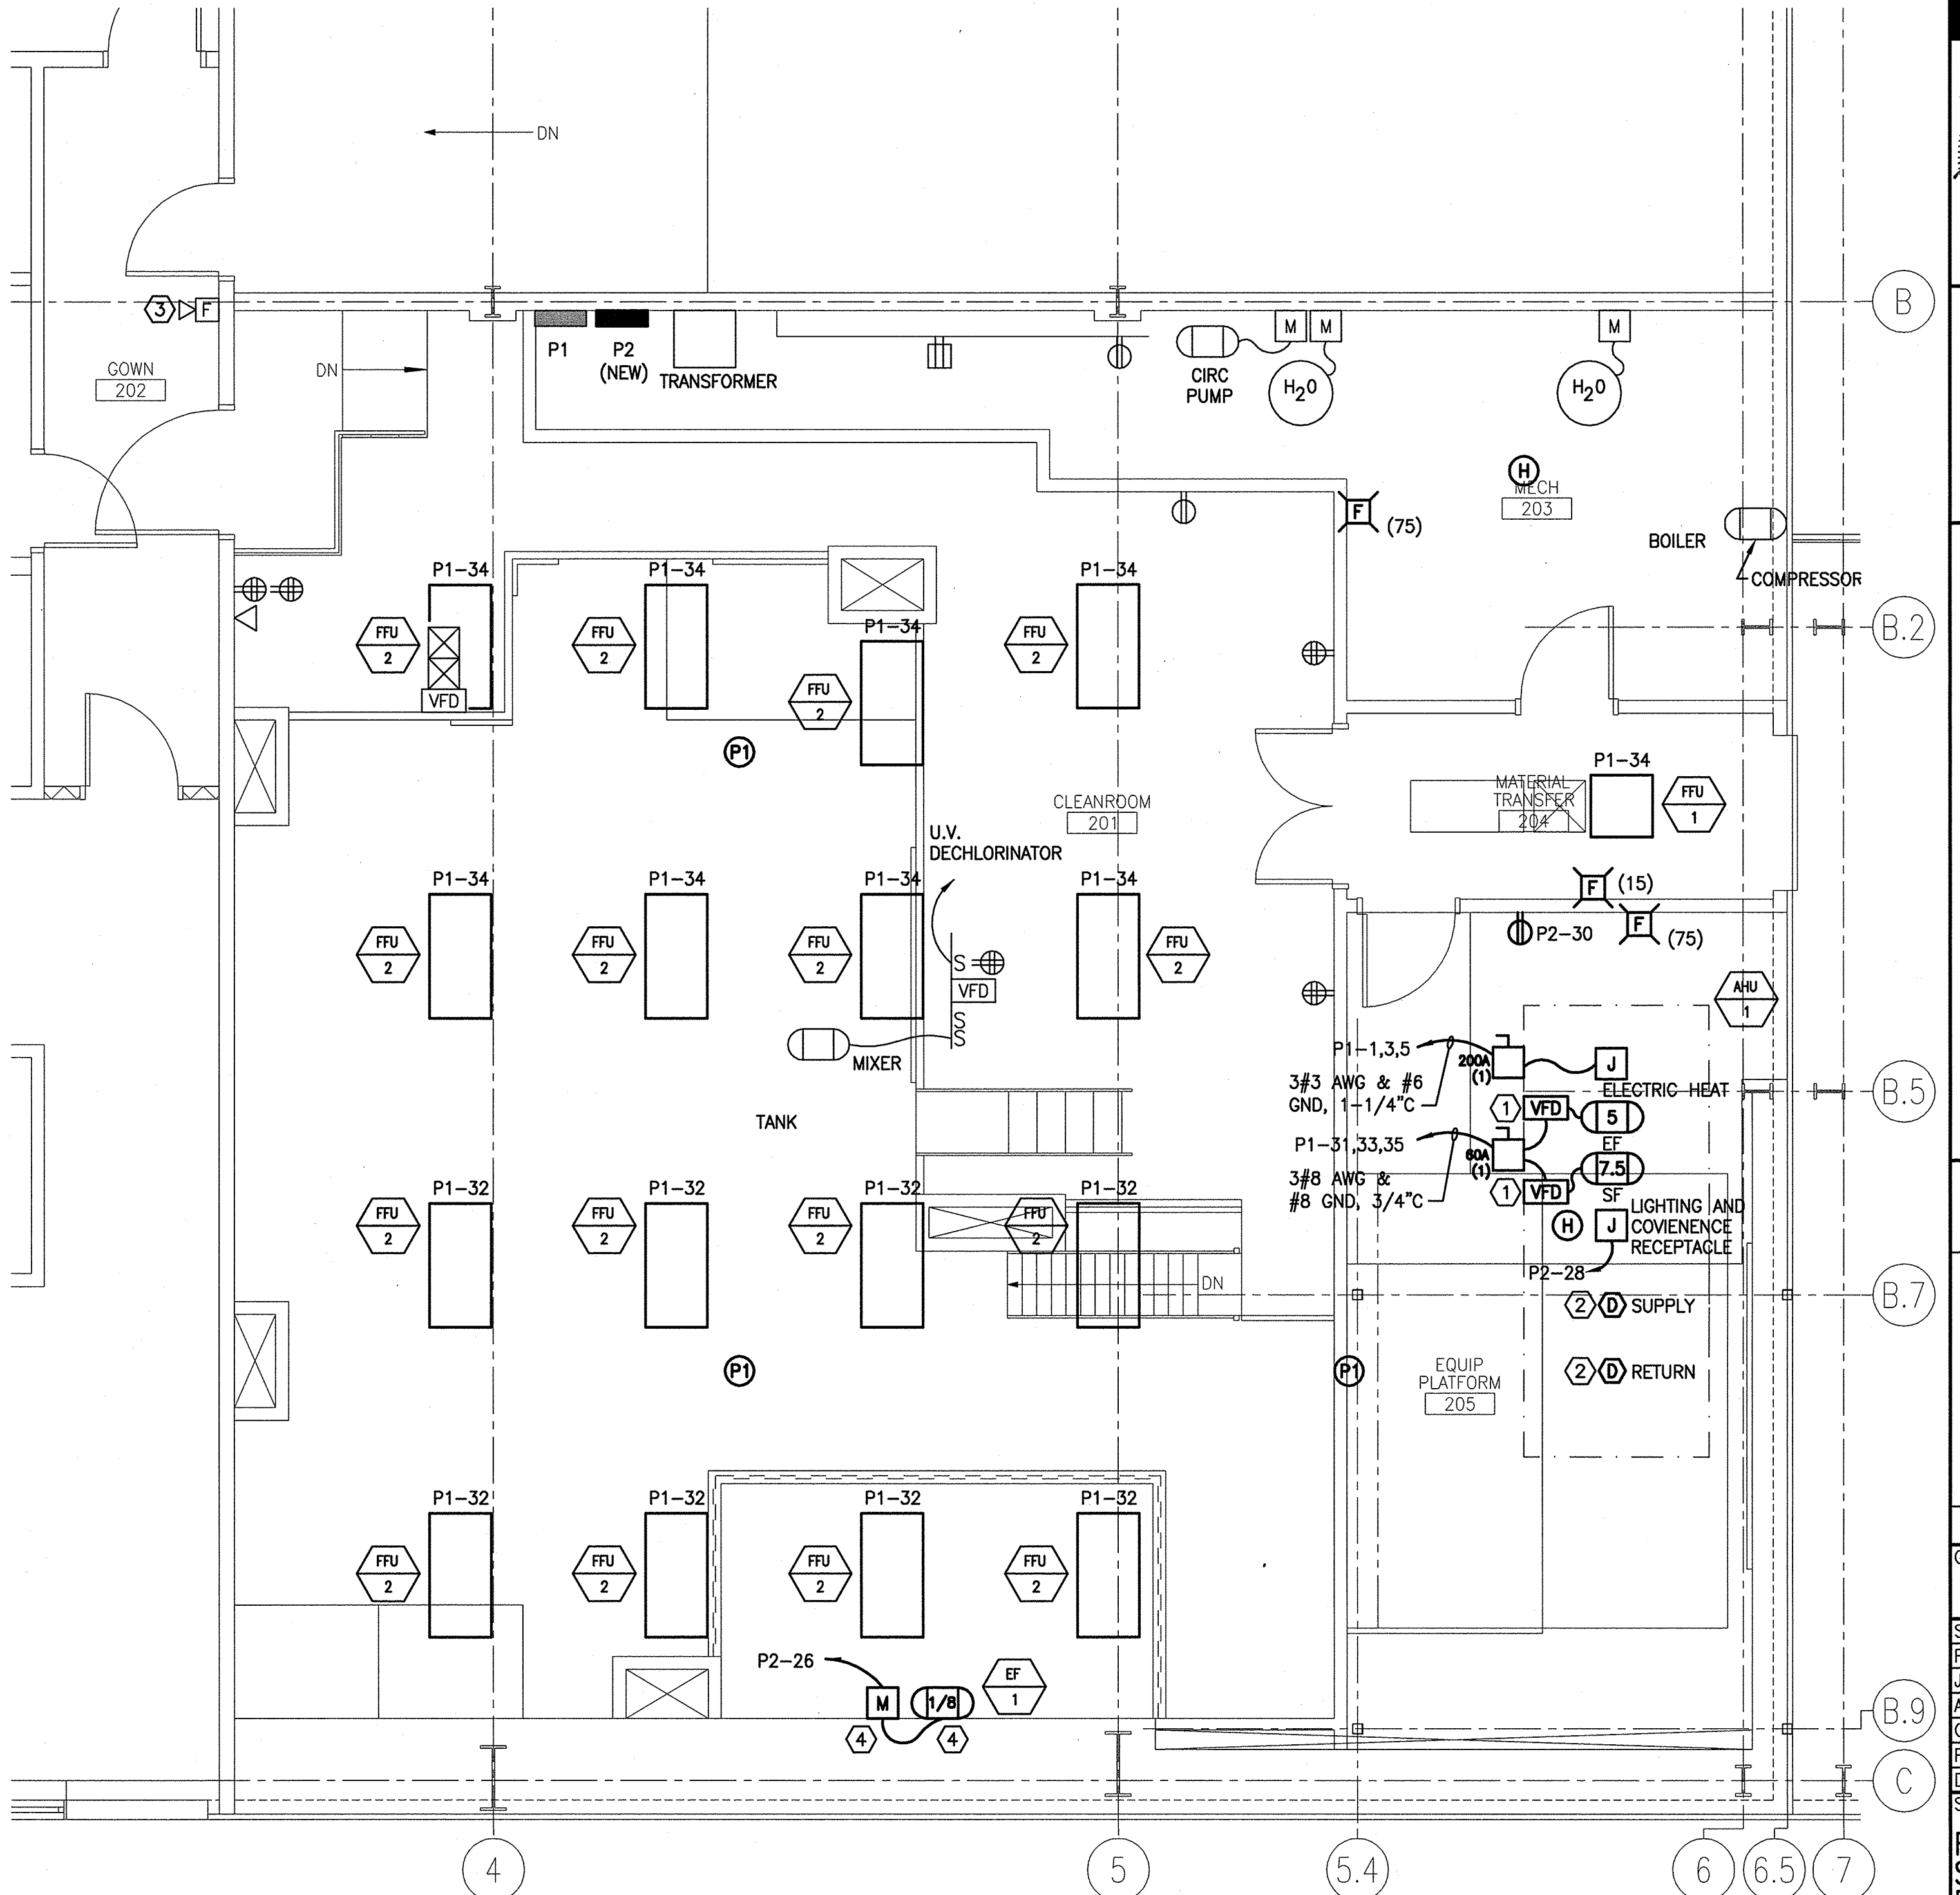 DN
B
3
F
P1
P2
(NEW)
TRANSFORMER
CIRC
PUMP
M
M
M
H20
H20
GOWN
202
DN
H
MECH
203
F
(75)
BOILER
COMPRESSOR
P1-34
P1-34
P1-34
P1-34
FFU
2
FFU
2
FFU
2
FFU
2
B.2
VFD
P1
P1-34
MATERIAL
TRANSFER
204
FFU
1
CLEANROOM
201
U.V.
DECHLORINATOR
P1-34
P1-34
P1-34
P1-34
F
(15)
F
(75)
P2-30
FFU
2
FFU
2
FFU
2
FFU
2
S
VFD
S
S
MIXER
AHU
1
P1-1,3,5
200A
(1)
J
ELECTRIC HEAT
3#3 AWG & #6
GND, 1-1/4"C
B.5
1
VFD
5
EF
TANK
P1-31,33,35
60A
(1)
7.5
SF
3#8 AWG &
#8 GND, 3/4"C
1
VFD
P1-32
P1-32
P1-32
P1-32
FFU
2
FFU
2
FFU
2
FFU
2
H
J
LIGHTING AND
COVIENENCE
RECEPTACLE
P2-28
DN
B.7
2
D
SUPPLY
P1
P1
EQUIP
PLATFORM
205
2
D
RETURN
P1-32
P1-32
P1-32
P1-32
FFU
2
FFU
2
FFU
2
FFU
2
P2-26
M
1/8
EF
1
4
4
B.9
C
4
5
5.4
6
6.5
7